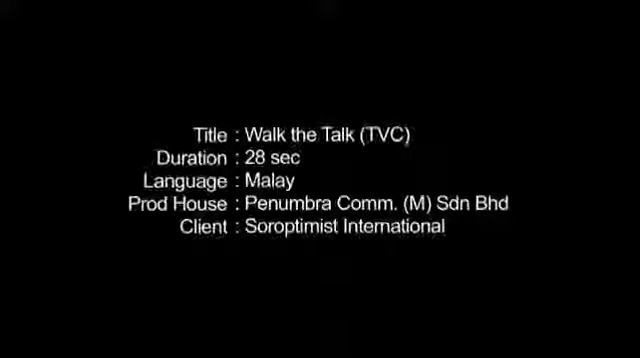 Title : Walk the Talk (TVC)
Duration : 28 sec
Language : Malay
Prod House : Penumbra Comm. (M) Sdn Bhd
Client : Soroptimist International